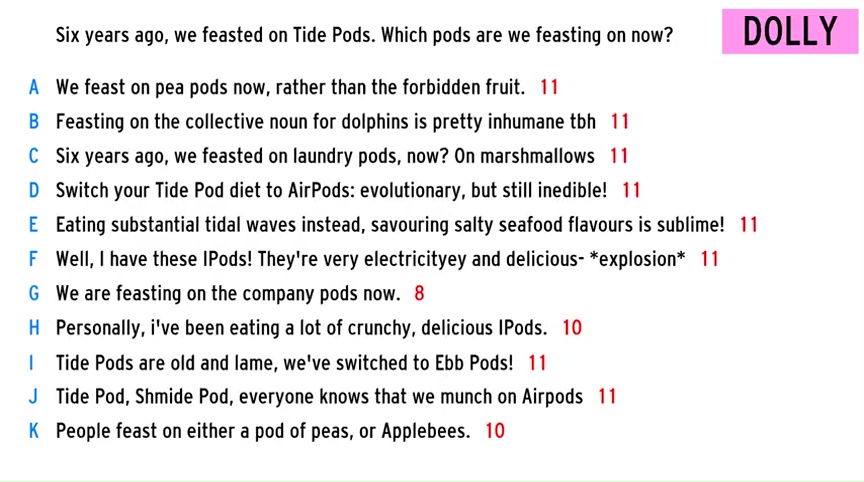 Six years ago, we feasted on Tide Pods. Which pods are we feasting on now?
DOLLY
A We feast on pea pods now, rather than the forbidden fruit. 11
B Feasting on the collective noun for dolphins is pretty inhumane tbh 11
C Six years ago, we feasted on laundry pods, now? On marshmallows 11
D Switch your Tide Pod diet to AirPods: evolutionary, but still inedible! 11
E Eating substantial tidal waves instead, savouring salty seafood flavours is sublime! 11
F Well, I have these IPods! They're very electricityey and delicious- *explosion* 11
G We are feasting on the company pods now. 8
H Personally, i've been eating a lot of crunchy, delicious IPods. 10
I Tide Pods are old and lame, we've switched to Ebb Pods! 11
J Tide Pod, Shmide Pod, everyone knows that we munch on Airpods 11
K People feast on either a pod of peas, or Applebees. 10